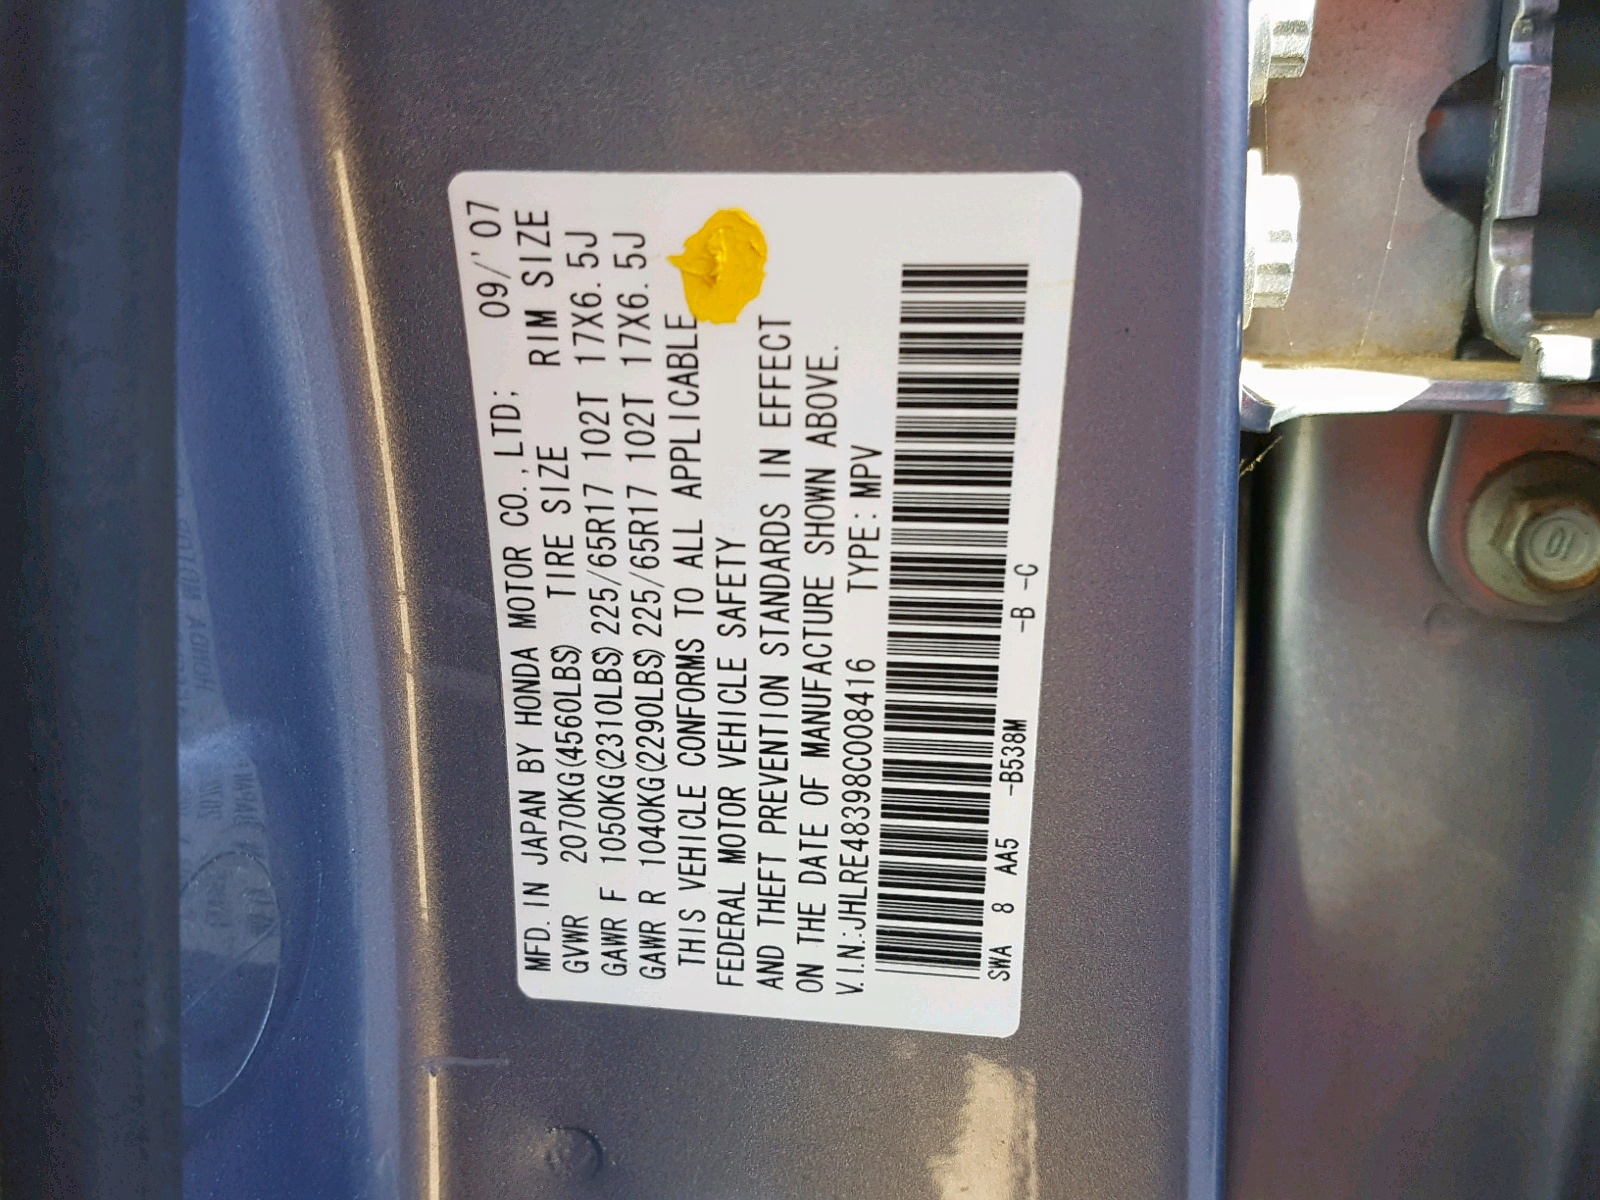 MFD. IN JAPAN BY HONDA MOTOR CO.,LTD; 09/'07
GVWR 2070KG(4560LBS) TIRE SIZE RIM SIZE
GAWR F 1050KG(2310LBS) 225/65R17 102T 17X6.5J
GAWR R 1040KG(2290LBS) 225/65R17 102T 17X6.5J
THIS VEHICLE CONFORMS TO ALL APPLICABLE
FEDERAL MOTOR VEHICLE SAFETY
AND THEFT PREVENTION STANDARDS IN EFFECT
ON THE DATE OF MANUFACTURE SHOWN ABOVE.
V.I.N.:JHLRE48398C008416 TYPE:MPV
SWA 8 AA5 -B538M -B -C